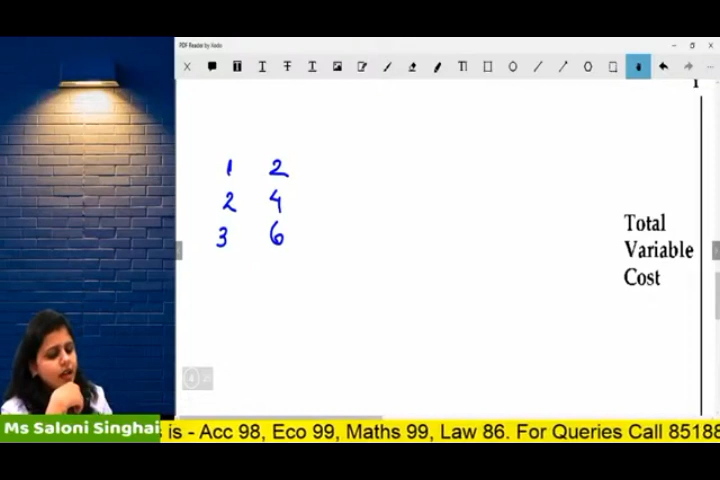 PDF Reader by Xodo
1 2
2 4
3 6
Total
Variable
Cost
Ms Saloni Singhai
is - Acc 98, Eco 99, Maths 99, Law 86. For Queries Call 85188